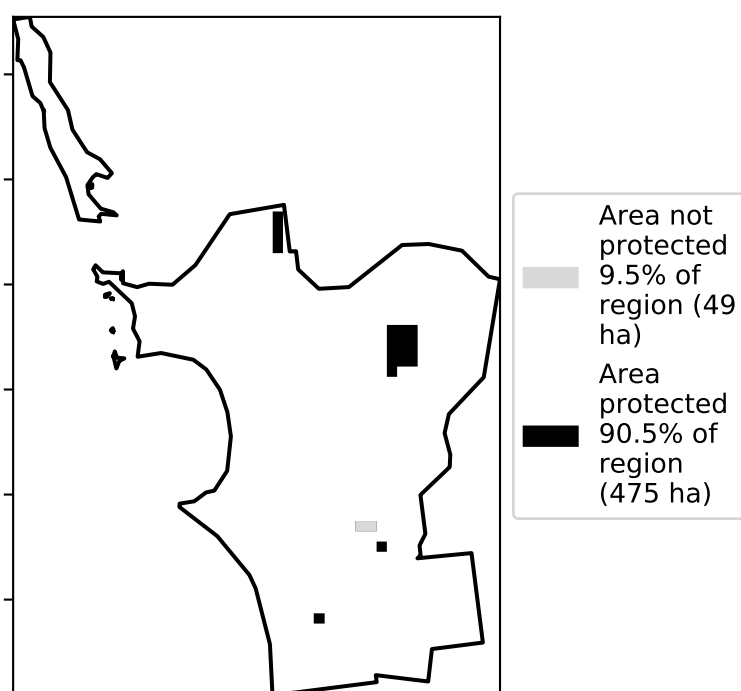 Area not
protected
9.5% of
region (49
ha)
Area
protected
90.5% of
region
(475 ha)